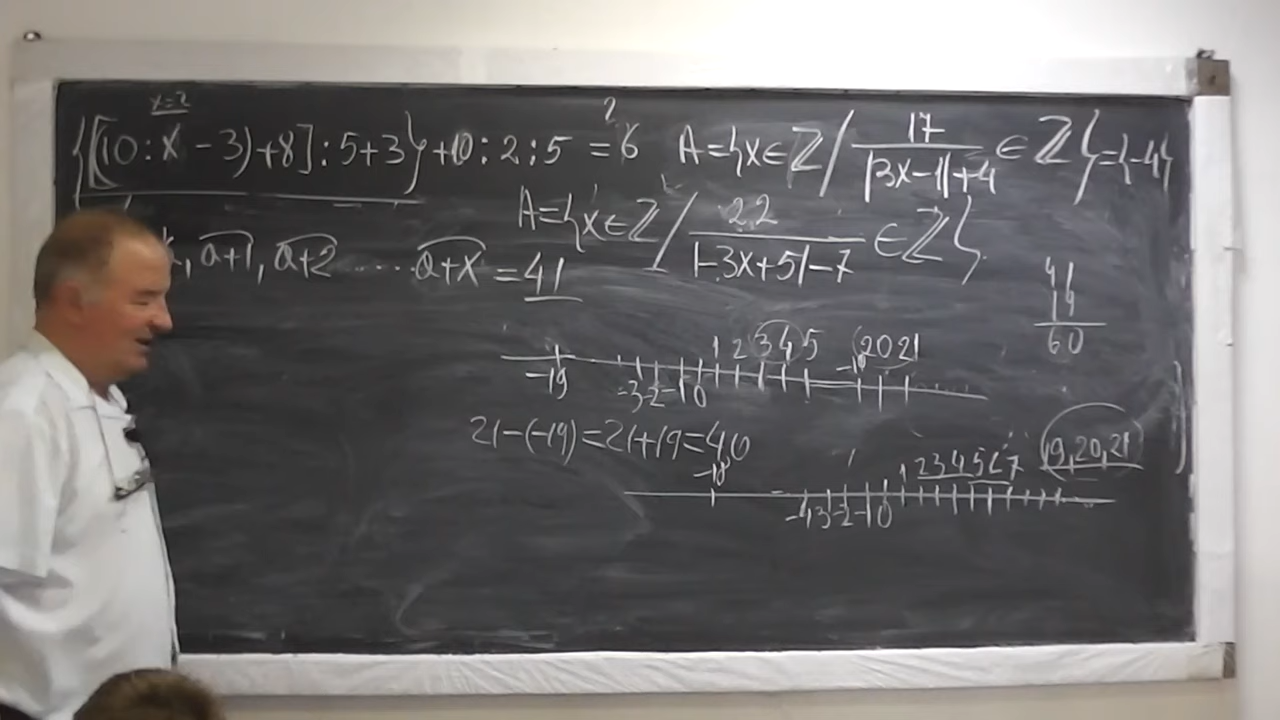 x=2
{[(10:x-3)+8]:5+3}+10:2:5 ?=6
A={x∈ℤ/ 17/(|3x-1|+4) ∈ℤ}={-4}
A={x∈ℤ/ 22/(|-3x+5|-7) ∈ℤ}
a+1, a+2 .... a+x =41
41
19
60
-19 -3 -2 -1 0 1 2 3 4 5 20 21
21-(-19)=21+19=40
-18 -4 -3 -2 -1 0 1 2 3 4 5 6 7 19,20,21